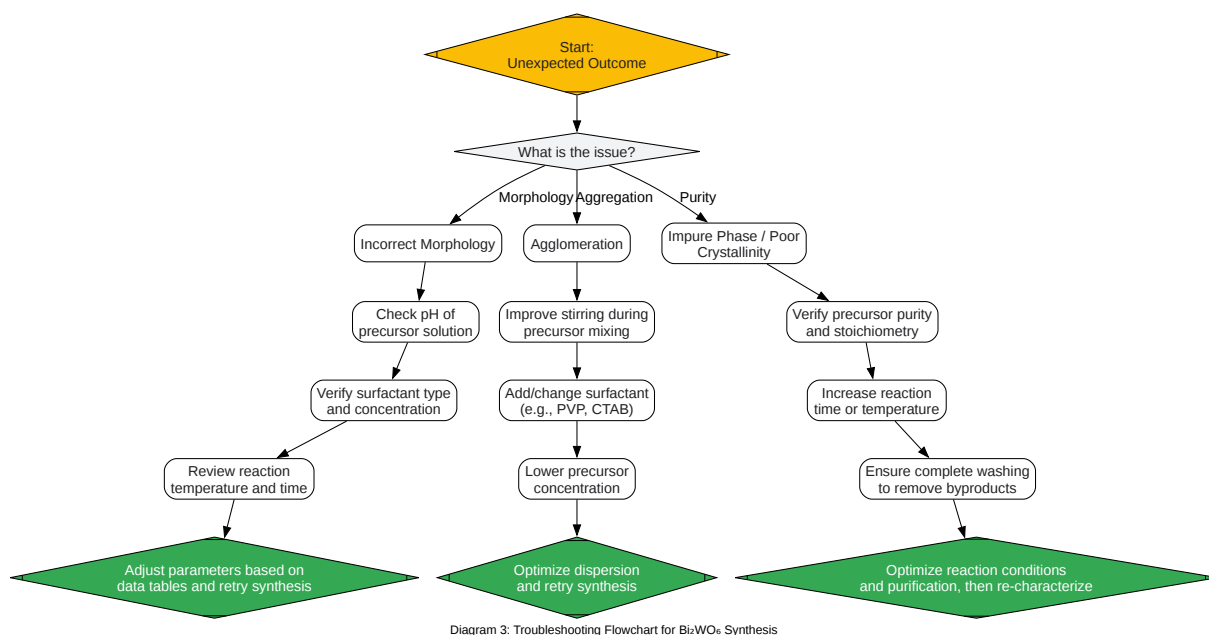 Start:
Unexpected Outcome
What is the issue?
Morphology
Aggregation
Purity
Incorrect Morphology
Agglomeration
Impure Phase / Poor
Crystallinity
Check pH of
precursor solution
Improve stirring during
precursor mixing
Verify precursor purity
and stoichiometry
Verify surfactant type
and concentration
Add/change surfactant
(e.g., PVP, CTAB)
Increase reaction
time or temperature
Review reaction
temperature and time
Lower precursor
concentration
Ensure complete washing
to remove byproducts
Adjust parameters based on
data tables and retry synthesis
Optimize dispersion
and retry synthesis
Optimize reaction conditions
and purification, then re-characterize
Diagram 3: Troubleshooting Flowchart for Bi₂WO₆ Synthesis